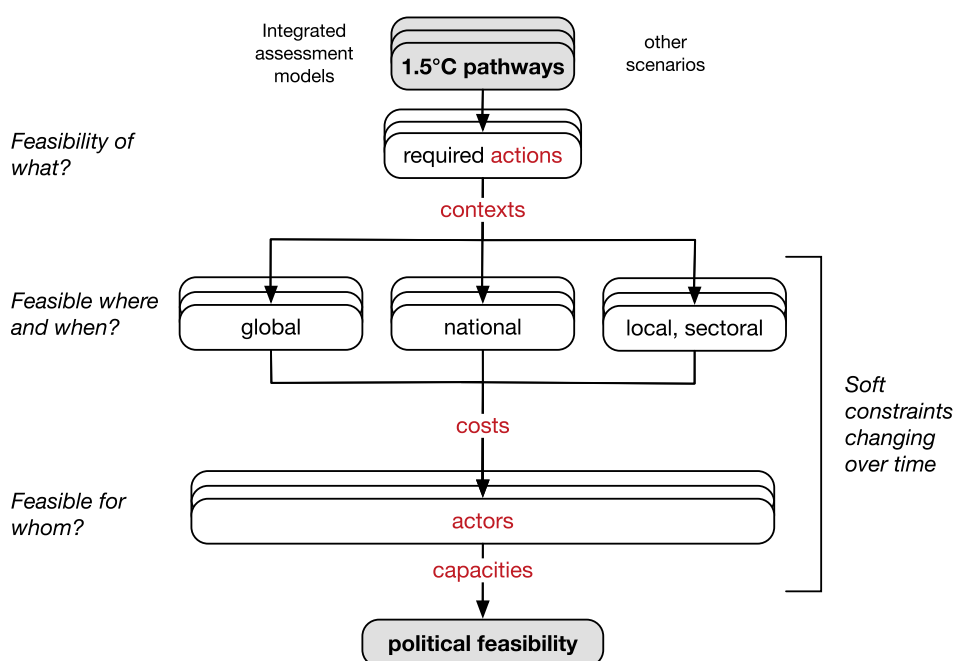 Integrated
assessment
models
1.5°C pathways
other
scenarios
Feasibility of
what?
required actions
contexts
Feasible where
and when?
global
national
local, sectoral
Soft
constraints
changing
over time
costs
Feasible for
whom?
actors
capacities
political feasibility